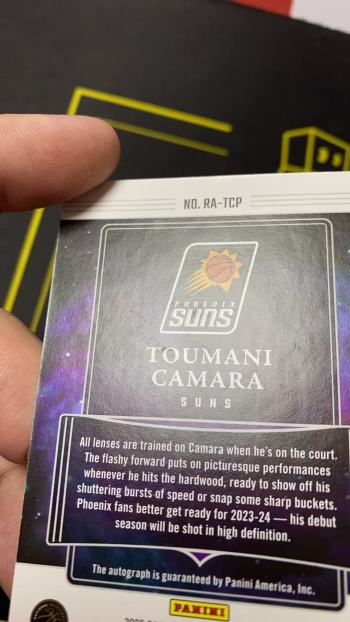 NO. RA-TCP
PHOENIX
SUNS
TOUMANI
CAMARA
SUNS
All lenses are trained on Camara when he's on the court.
The flashy forward puts on picturesque performances
whenever he hits the hardwood, ready to show off his
shuttering bursts of speed or snap some sharp buckets.
Phoenix fans better get ready for 2023-24 — his debut
season will be shot in high definition.
The autograph is guaranteed by Panini America, Inc.
PANINI